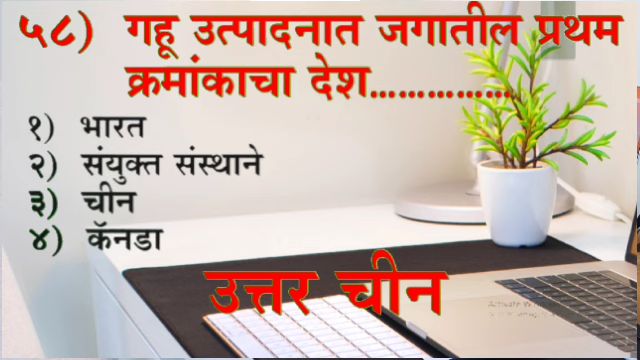 ५८) गहू उत्पादनात जगातील प्रथम
क्रमांकाचा देश...............
१) भारत
२) संयुक्त संस्थाने
३) चीन
४) कॅनडा
उत्तर चीन